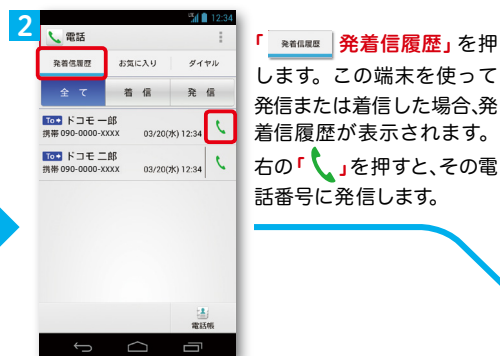 2
12:34
電話
発着信履歴 お気に入り ダイヤル
全て 着信 発信
To ドコモ 一郎
携帯 090-0000-XXXX 03/20(水) 12:34
To ドコモ 二郎
携帯 090-0000-XXXX 03/20(水) 12:34
電話帳
「 発着信履歴 発着信履歴」を押
します。この端末を使って
発信または着信した場合、発
着信履歴が表示されます。
右の「 」を押すと、その電
話番号に発信します。